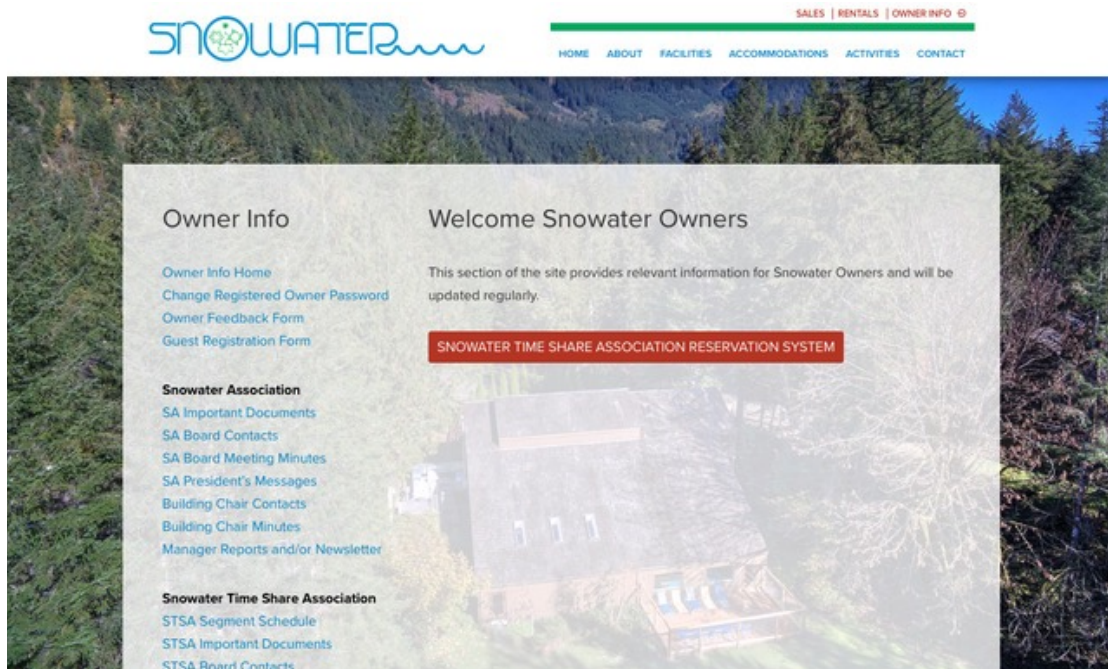 SNOWATER
SALES | RENTALS | OWNER INFO
HOME ABOUT FACILITIES ACCOMMODATIONS ACTIVITIES CONTACT
Owner Info
Owner Info Home
Change Registered Owner Password
Owner Feedback Form
Guest Registration Form
Snowater Association
SA Important Documents
SA Board Contacts
SA Board Meeting Minutes
SA President's Messages
Building Chair Contacts
Building Chair Minutes
Manager Reports and/or Newsletter
Snowater Time Share Association
STSA Segment Schedule
STSA Important Documents
STSA Board Contacts
Welcome Snowater Owners
This section of the site provides relevant information for Snowater Owners and will be
updated regularly.
SNOWATER TIME SHARE ASSOCIATION RESERVATION SYSTEM